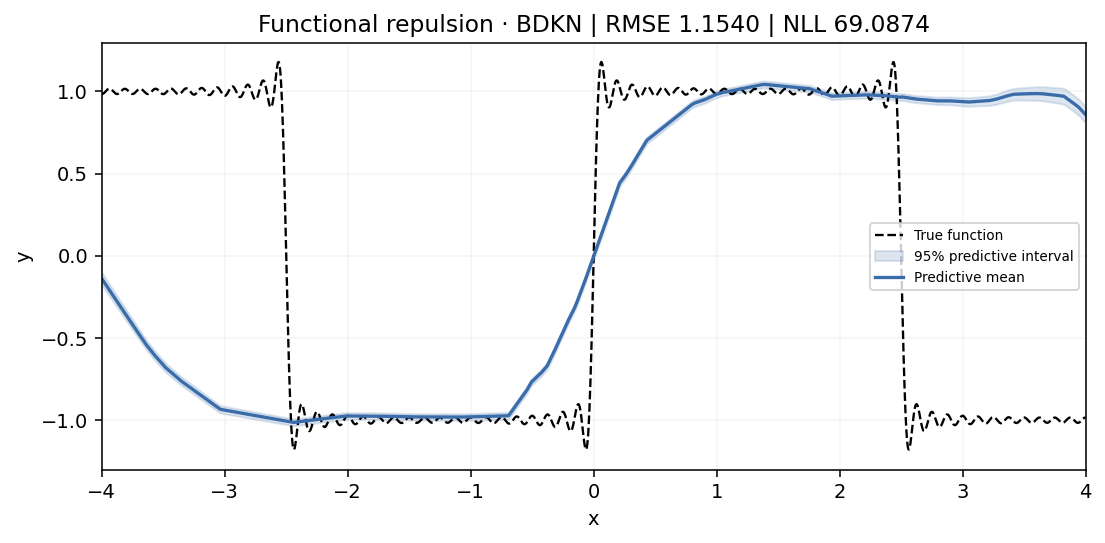 Functional repulsion · BDKN | RMSE 1.1540 | NLL 69.0874
y
1.0
0.5
0.0
−0.5
−1.0
True function
95% predictive interval
Predictive mean
−4
−3
−2
−1
0
1
2
3
4
x